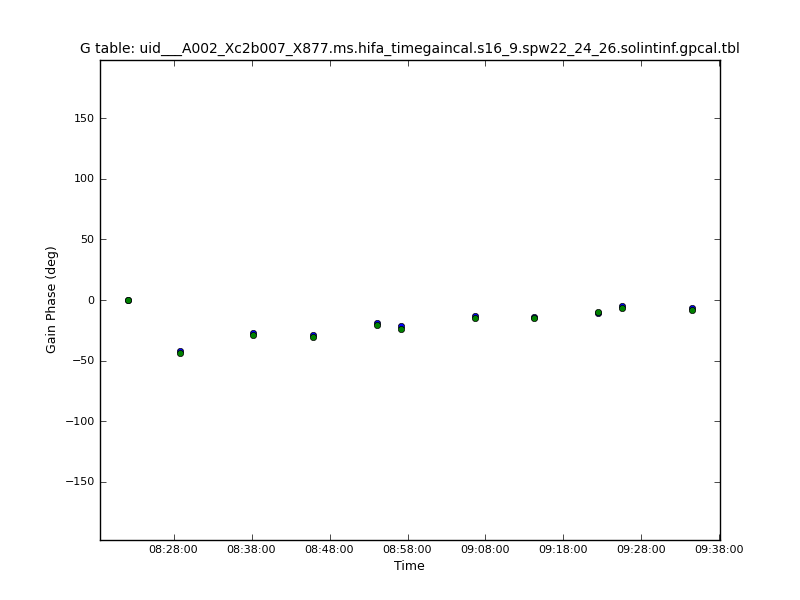 G table: uid___A002_Xc2b007_X877.ms.hifa_timegaincal.s16_9.spw22_24_26.solintinf.gpcal.tbl
150
100
50
0
−50
−100
−150
Gain Phase (deg)
08:28:00 08:38:00 08:48:00 08:58:00 09:08:00 09:18:00 09:28:00 09:38:00
Time